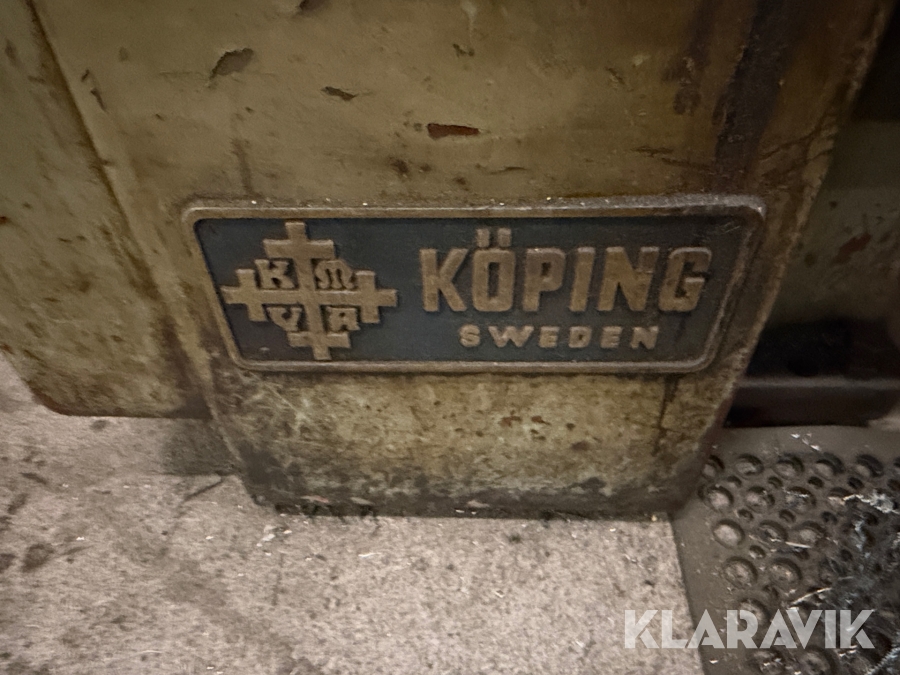 K M
V A
KÖPING
SWEDEN
KLARAVIK